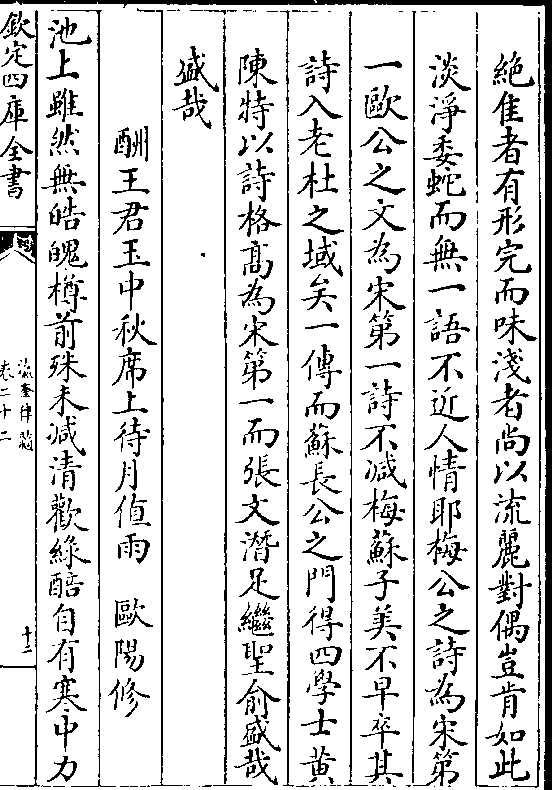 絶隹者有形完而味淺者尚以流麗對偶豈肯如此
淡淨委蛇而無一語不近人情耶梅公之詩為宋第
一歐公之文為宋第一詩不减梅蘇子美不早卒其
詩入老杜之域矣一傳而蘇長公之門得四學士黄
陳特以詩格髙為宋第一而張文潛足繼聖俞盛哉
盛哉
酬王君玉中秋席上待月值雨 歐陽修
池上雖然無皓魄樽前殊未减清歡緑醅自有寒中力
欽定四庫全書
瀛奎律髓
卷二十二
十三